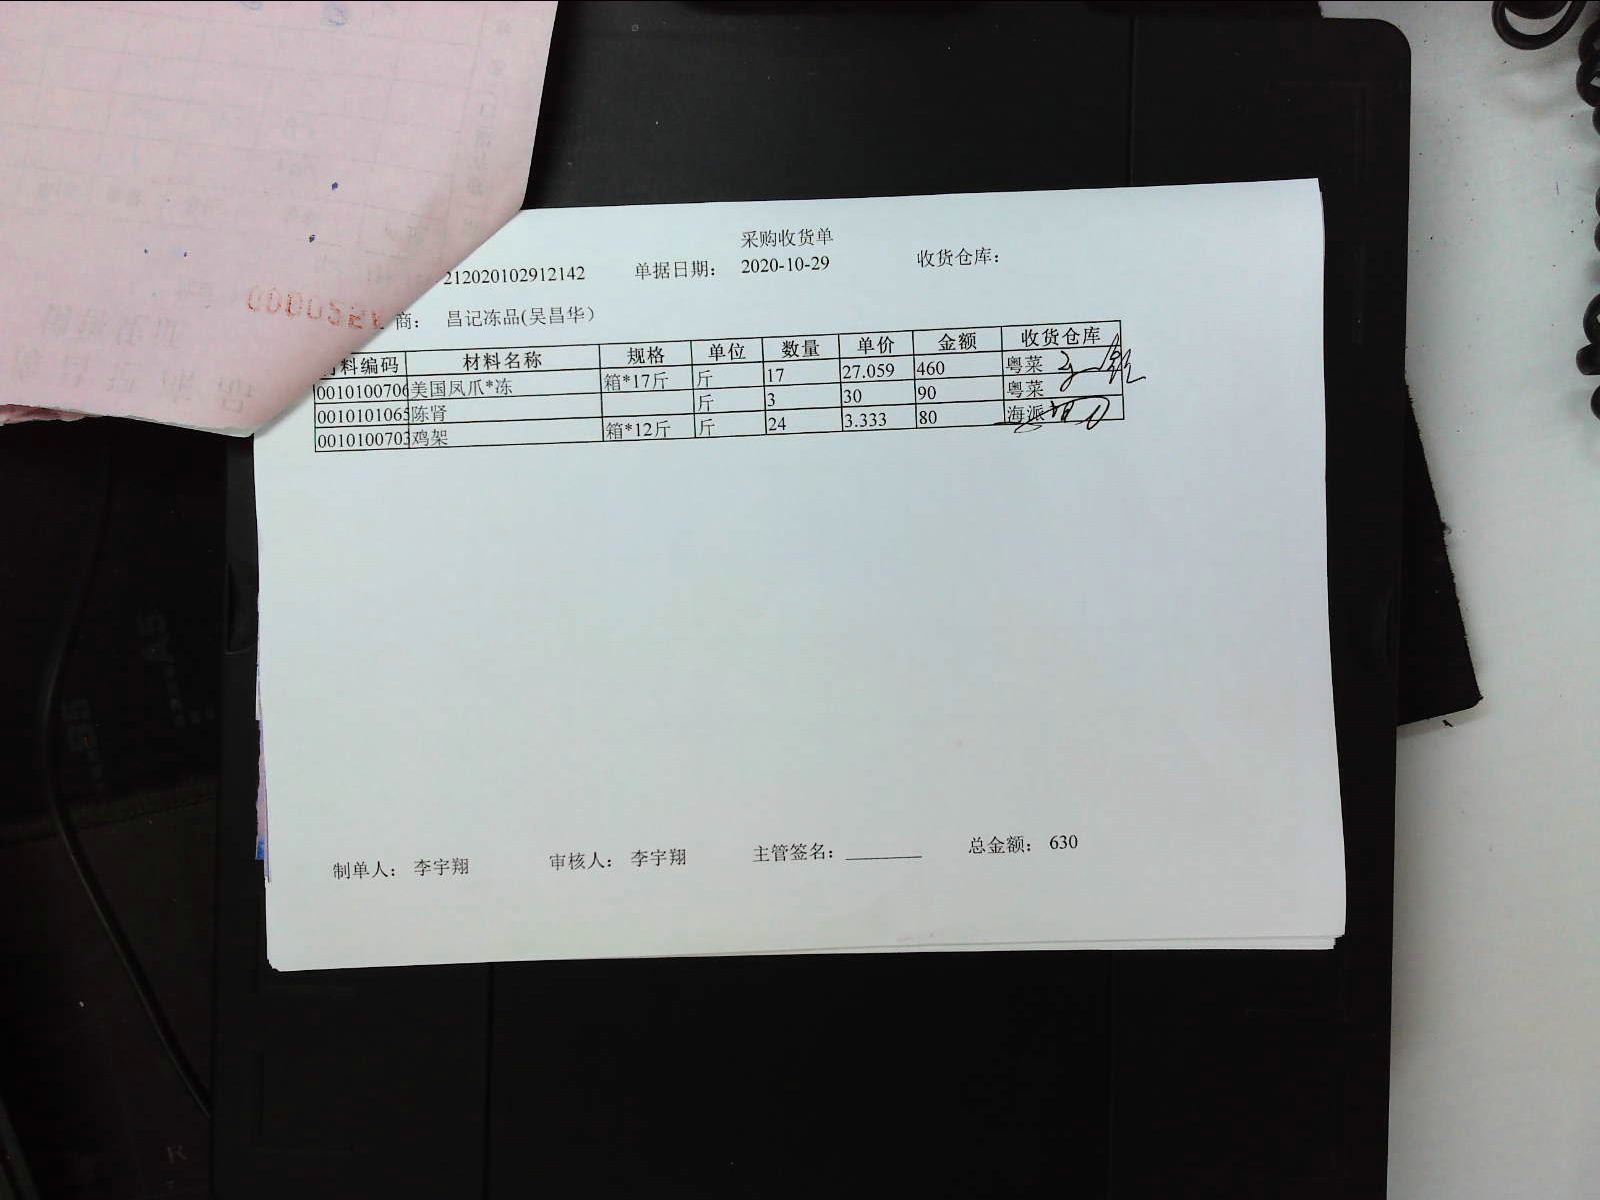 采购收货单
212020102912142 单据日期： 2020-10-29 收货仓库：
商： 昌记冻品(吴昌华）
料编码 材料名称 规格 单位 数量 单价 金额 收货仓库
0010100706 美国凤爪*冻 箱*17斤 斤 17 27.059 460 粤菜
0010101065 陈肾 斤 3 30 90 粤菜
0010100703 鸡架 箱*12斤 斤 24 3.333 80 海派
制单人： 李宇翔 审核人： 李宇翔 主管签名： 总金额： 630